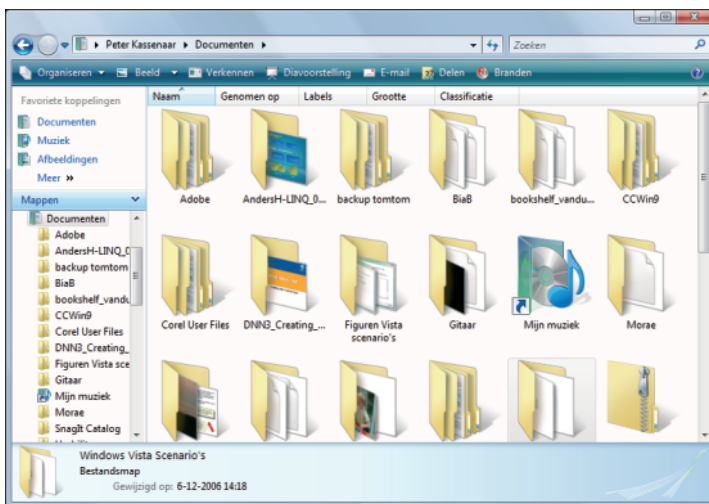 Peter Kassenaar Documenten
Zoeken
Organiseren Beeld Verkennen Diavoorstelling E-mail Delen Branden
Favoriete koppelingen
Documenten
Muziek
Afbeeldingen
Meer »
Mappen
Documenten
Adobe
AndersH-LINQ_0
backup tomtom
BiaB
bookshelf_vandu
CCWin9
Corel User Files
DNN3_Creating_
Figuren Vista sce
Gitaar
Mijn muziek
Morae
SnagIt Catalog
Naam Genomen op Labels Grootte Classificatie
Adobe AndersH-LINQ_0... backup tomtom BiaB bookshelf_vandu... CCWin9
Corel User Files DNN3_Creating_... Figuren Vista Gitaar Mijn muziek Morae
scenario's
Windows Vista Scenario's
Bestandsmap
Gewijzigd op: 6-12-2006 14:18